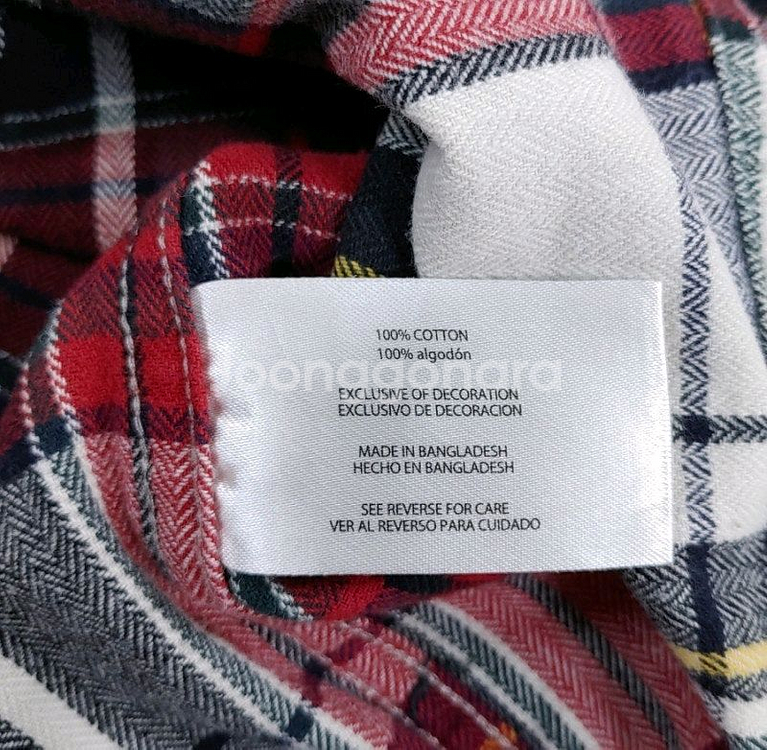 100% COTTON
100% algodón
Joonggonara
EXCLUSIVE OF DECORATION
EXCLUSIVO DE DECORACION
MADE IN BANGLADESH
HECHO EN BANGLADESH
SEE REVERSE FOR CARE
VER AL REVERSO PARA CUIDADO